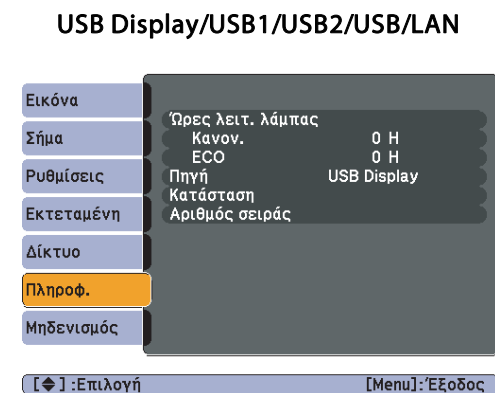 USB Display/USB1/USB2/USB/LAN
Εικόνα
Σήμα
Ρυθμίσεις
Εκτεταμένη
Δίκτυο
Πληροφ.
Μηδενισμός
Ώρες λειτ. λάμπας
Κανον. 0 H
ECO 0 H
Πηγή USB Display
Κατάσταση
Αριθμός σειράς
[◆] :Επιλογή [Menu]:Έξοδος